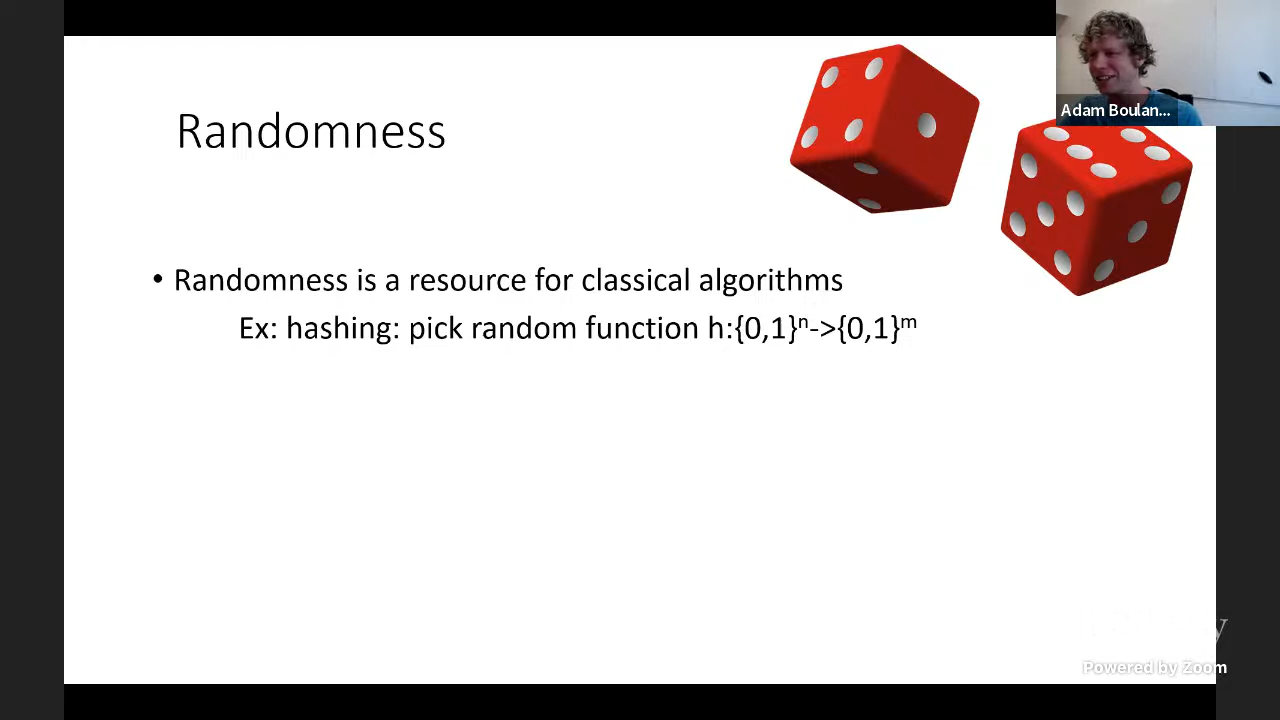 Adam Boulan...
Randomness
• Randomness is a resource for classical algorithms
Ex: hashing: pick random function h:{0,1}ⁿ->{0,1}ᵐ
Powered by Zoom